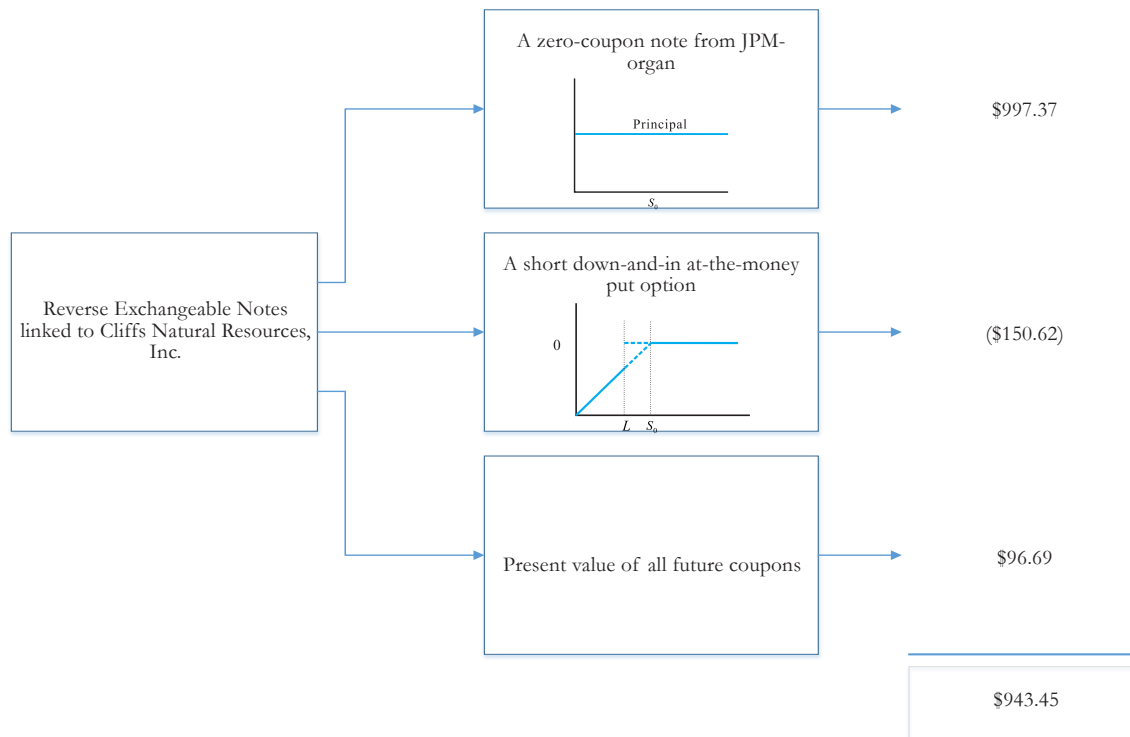 A zero-coupon note from JPM-
organ
Principal
S₀
$997.37
Reverse Exchangeable Notes
linked to Cliffs Natural Resources,
Inc.
A short down-and-in at-the-money
put option
0
L S₀
($150.62)
Present value of all future coupons
$96.69
$943.45